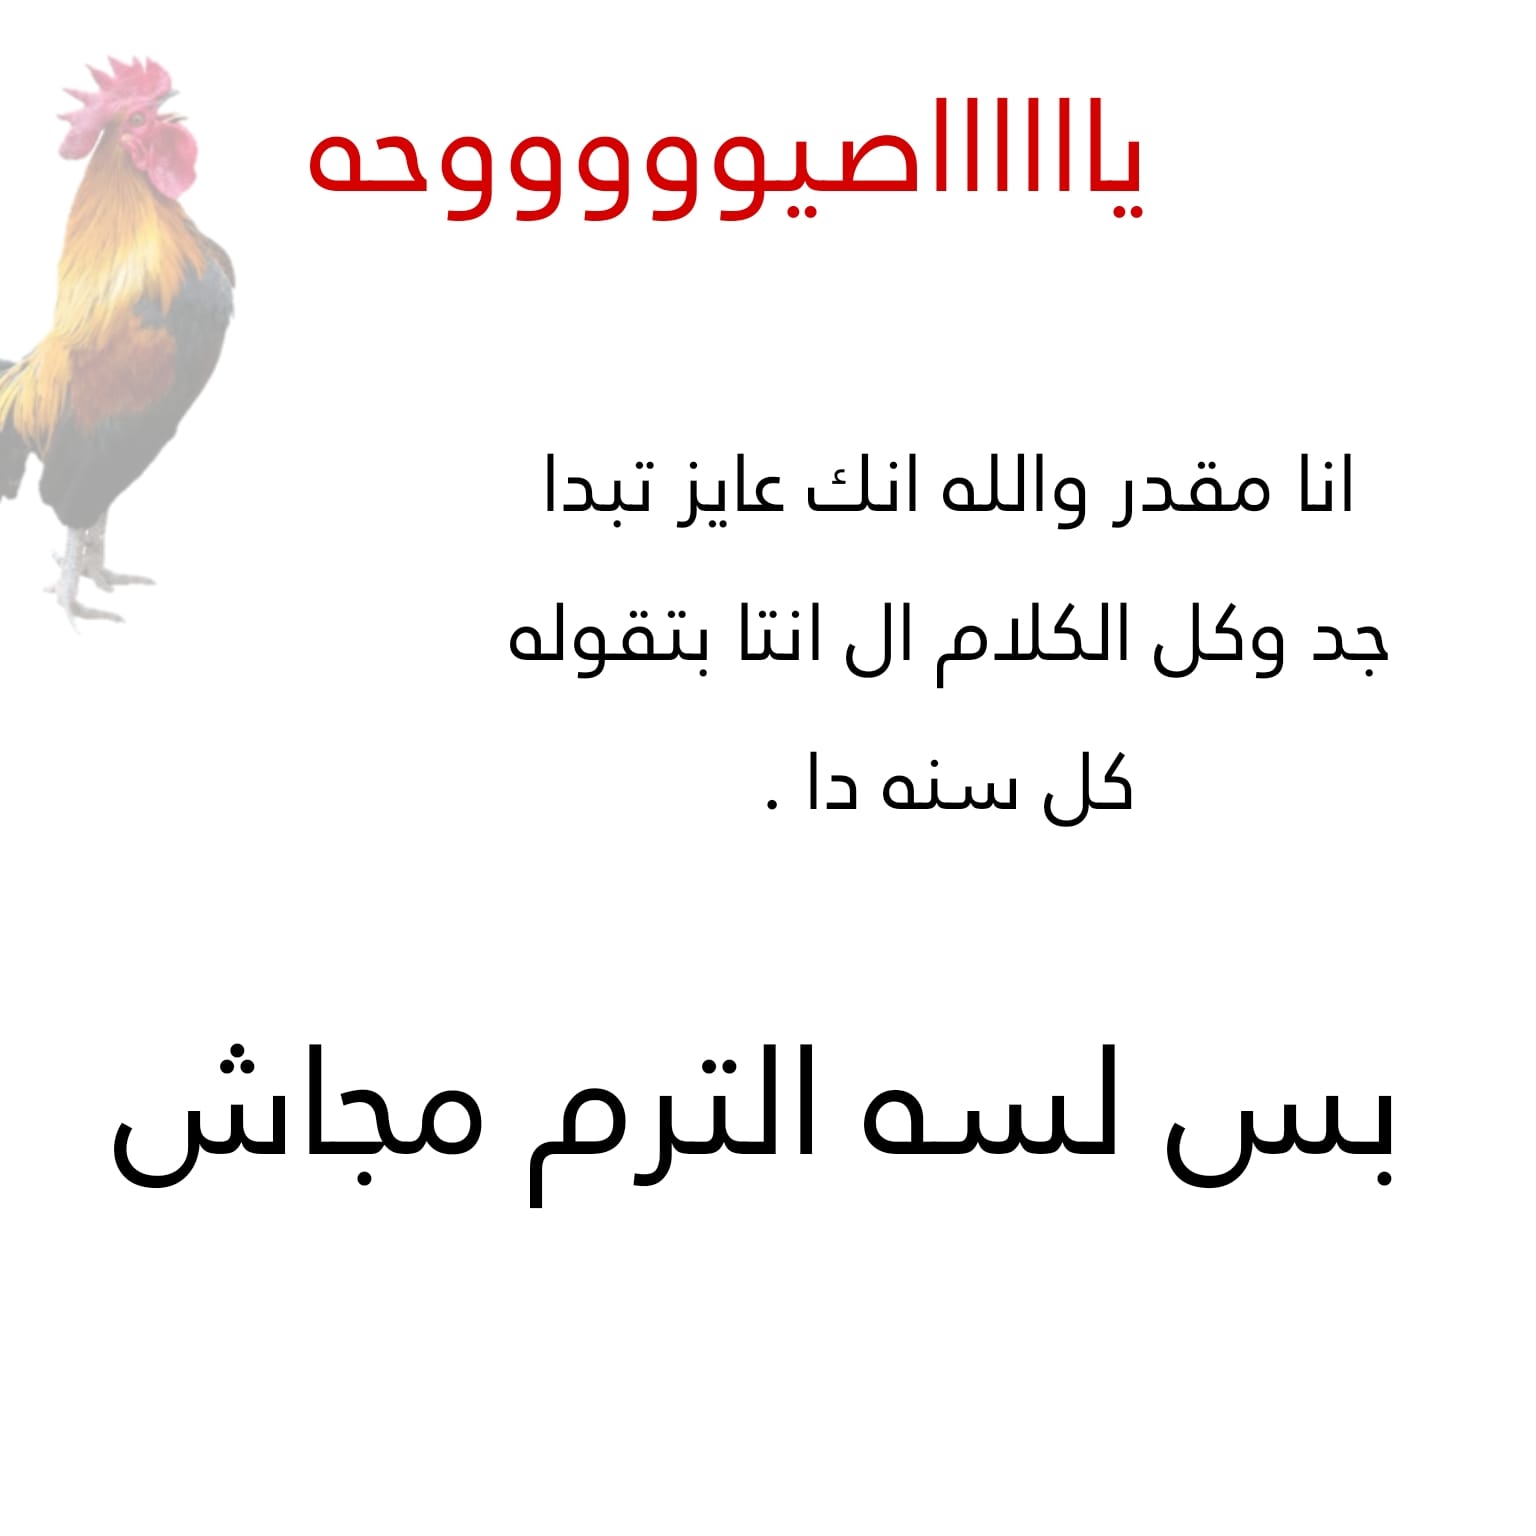 ياااااااصيوووووحه
انا مقدر والله انك عايز تبدا
جد وكل الكلام ال انتا بتقوله
كل سنه دا .
بس لسه الترم مجاش